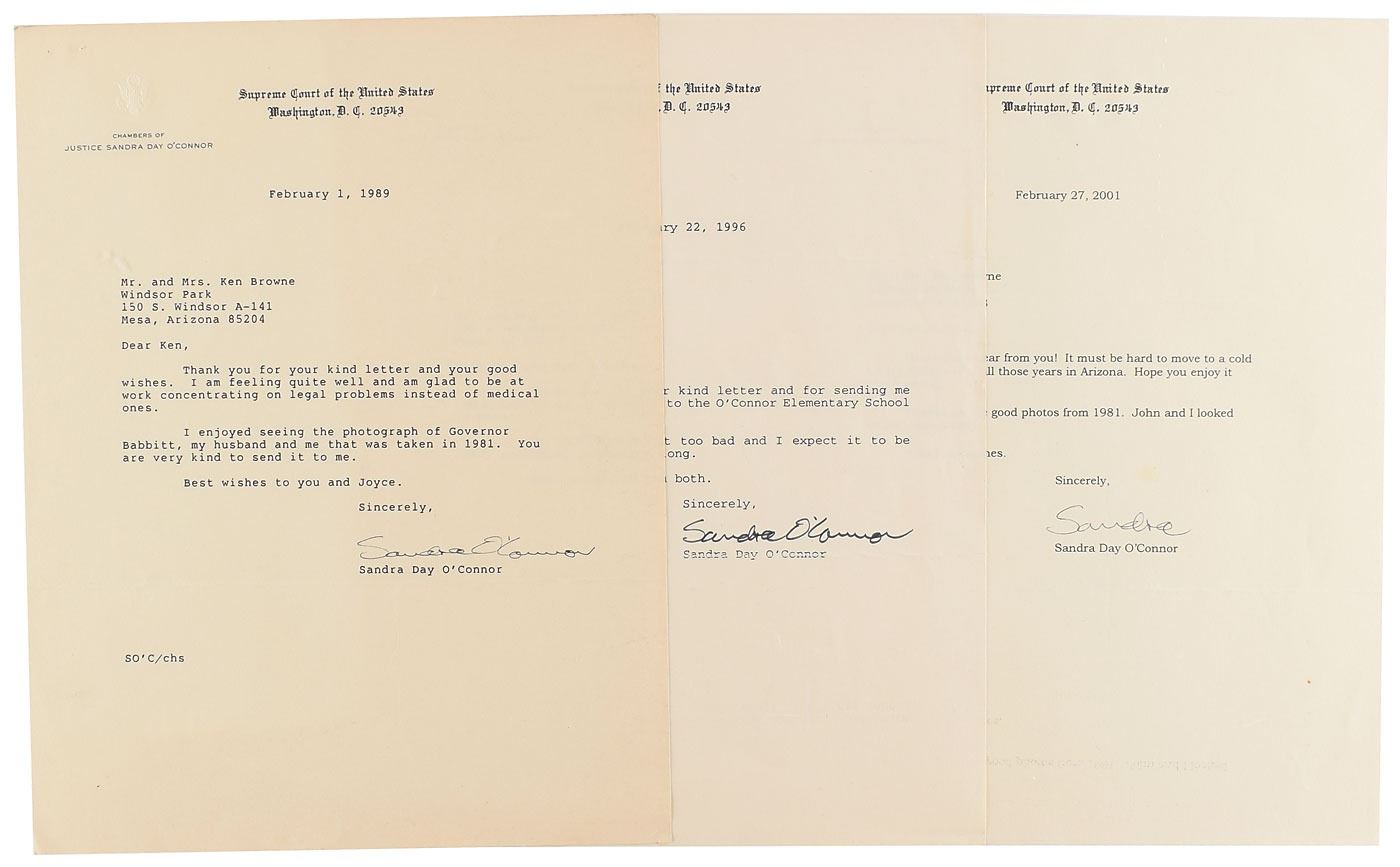 Supreme Court of the United States
Washington, D. C. 20543
CHAMBERS OF
JUSTICE SANDRA DAY O'CONNOR
February 1, 1989
Mr. and Mrs. Ken Browne
Windsor Park
150 S. Windsor A-141
Mesa, Arizona 85204
Dear Ken,
Thank you for your kind letter and your good
wishes. I am feeling quite well and am glad to be at
work concentrating on legal problems instead of medical
ones.
I enjoyed seeing the photograph of Governor
Babbitt, my husband and me that was taken in 1981. You
are very kind to send it to me.
Best wishes to you and Joyce.
Sincerely,
Sandra O'Connor
Sandra Day O'Connor
SO'C/chs
the United States
D. C. 20543
22, 1996
kind letter and for sending me
to the O'Connor Elementary School
too bad and I expect it to be
both.
Sincerely,
Sandra O'Connor
Sandra Day O'Connor
preme Court of the United States
Washington, D. C. 20543
February 27, 2001
from you! It must be hard to move to a cold
those years in Arizona. Hope you enjoy it
good photos from 1981. John and I looked
Sincerely,
Sandra
Sandra Day O'Connor